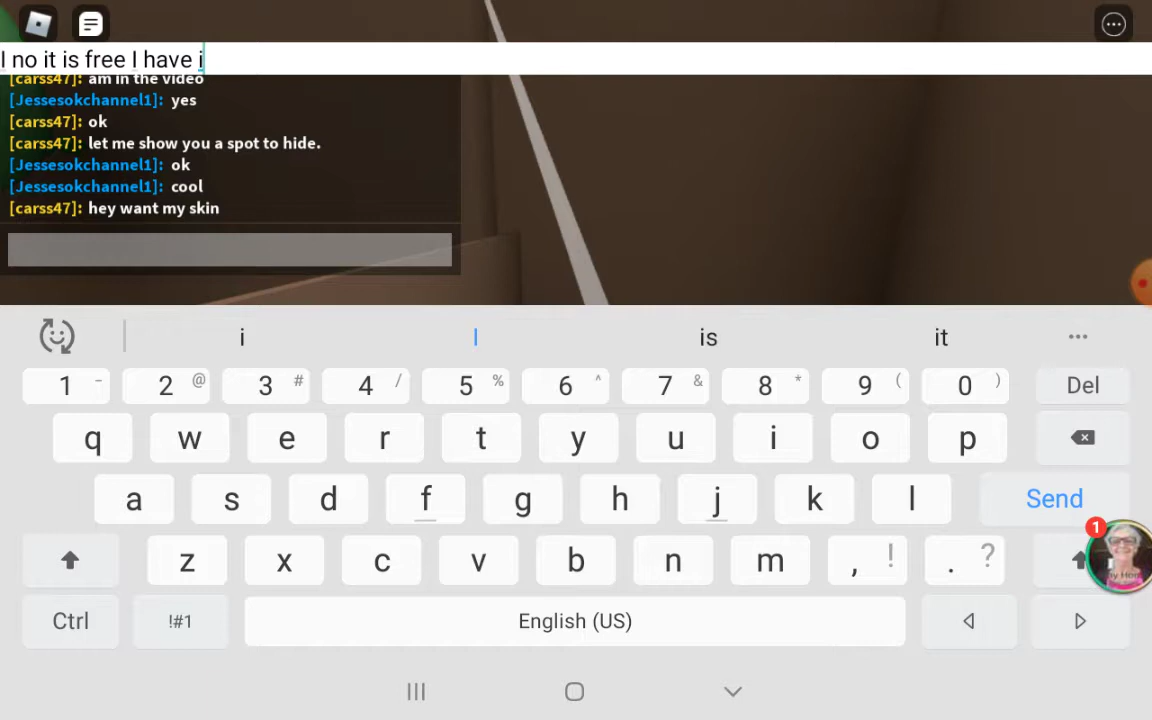 I no it is free I have i
[carss47]: am in the video
[Jessesokchannel1]: yes
[carss47]: ok
[carss47]: let me show you a spot to hide.
[Jessesokchannel1]: ok
[Jessesokchannel1]: cool
[carss47]: hey want my skin
i I is it ...
1 - 2 @ 3 # 4 / 5 % 6 ^ 7 & 8 * 9 ( 0 ) Del
q w e r t y u i o p
a s d f g h j k l Send
1
z x c v b n m , ! . ?
Ctrl !#1 English (US)